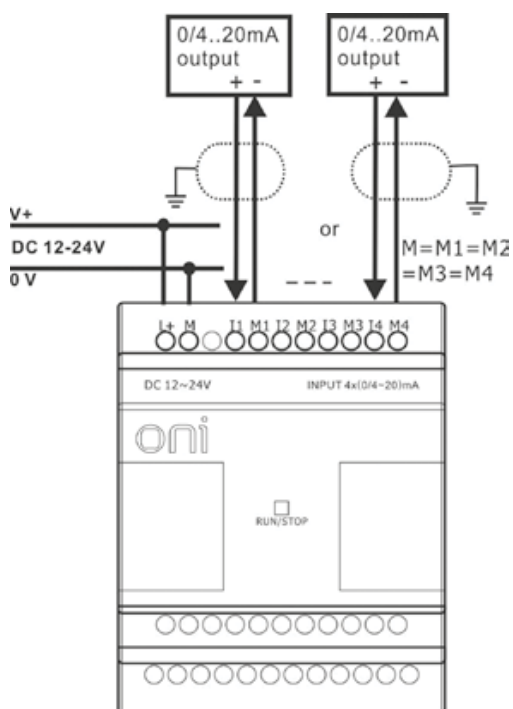 0/4..20mA
output
+ -
0/4..20mA
output
+ -
V+
DC 12-24V
0 V
or
M=M1=M2
=M3=M4
L+ M I1 M1 I2 M2 I3 M3 I4 M4
DC 12~24V
INPUT 4x(0/4~20)mA
oni
RUN/STOP